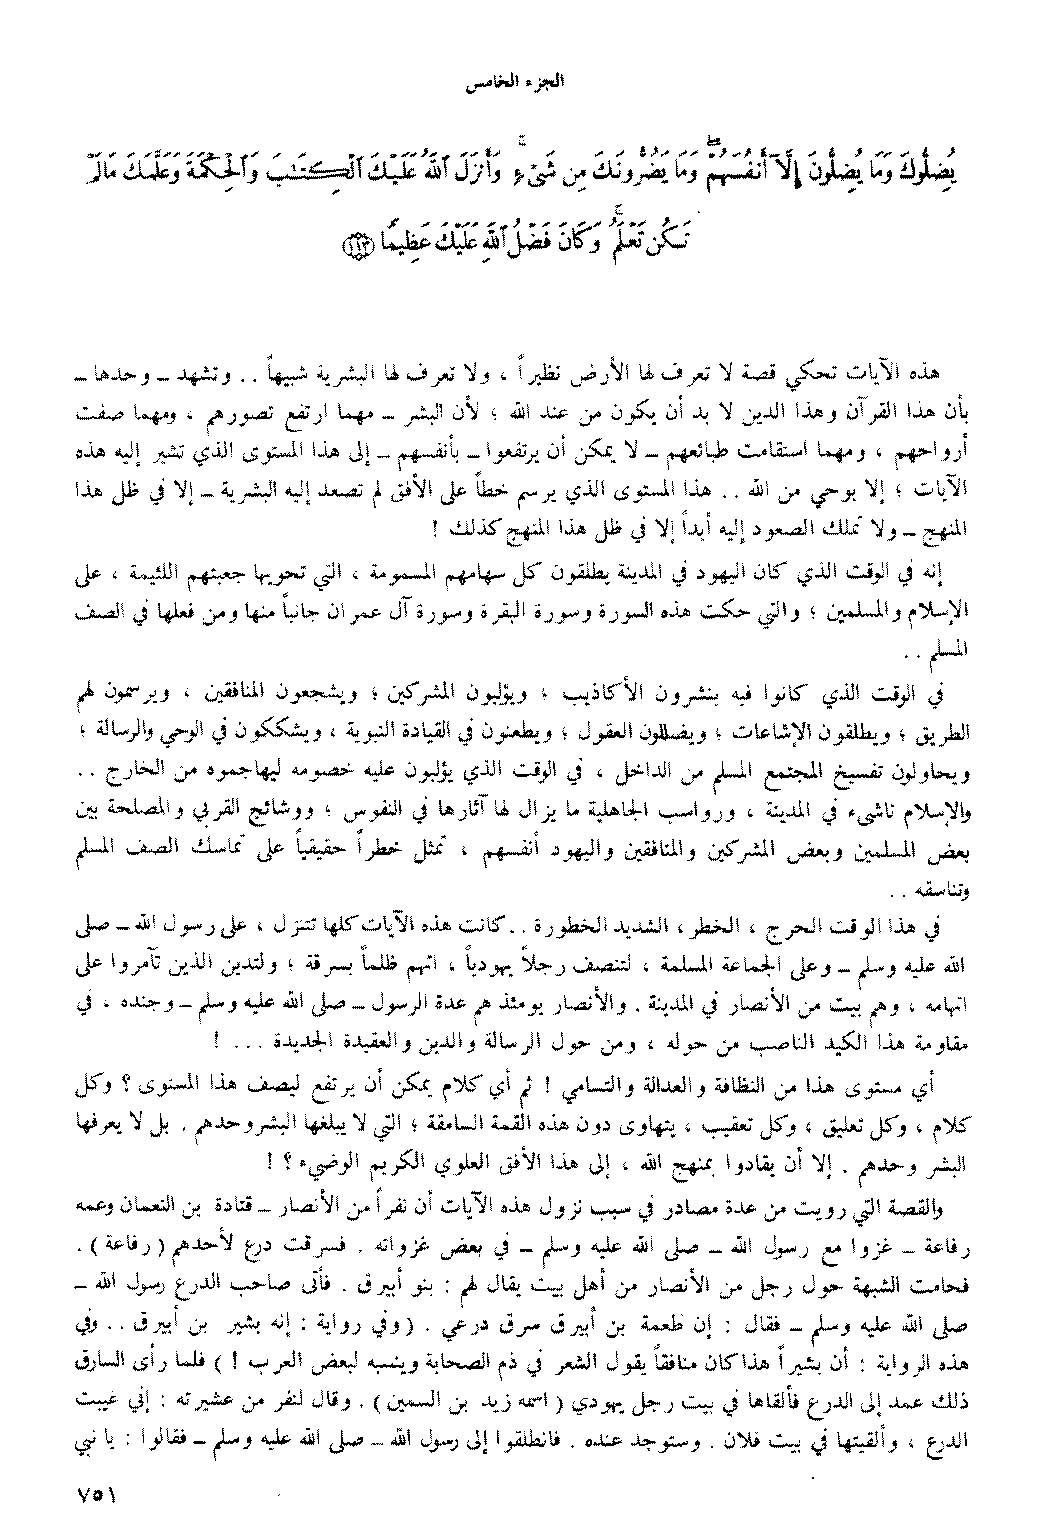 الجزء الخامس
يُضِلُّوكَ وَمَا يُضِلُّونَ إِلَّآ أَنفُسَهُمْ ۖ وَمَا يَضُرُّونَكَ مِن شَىْءٍ ۚ وَأَنزَلَ ٱللَّهُ عَلَيْكَ ٱلْكِتَـٰبَ وَٱلْحِكْمَةَ وَعَلَّمَكَ مَا لَمْ
تَكُن تَعْلَمُ ۚ وَكَانَ فَضْلُ ٱللَّهِ عَلَيْكَ عَظِيمًا ﴿١١٣﴾
هذه الآيات تحكي قصة لا تعرف لها الأرض نظيراً ، ولا تعرف لها البشرية شبيهاً .. وتشهد – وحدها –
بأن هذا القرآن وهذا الدين لا بد أن يكون من عند الله ؛ لأن البشر – مهما ارتفع تصورهم ، ومهما صفت
أرواحهم ، ومهما استقامت طبائعهم – لا يمكن أن يرتفعوا – بأنفسهم – إلى هذا المستوى الذي تشير إليه هذه
الآيات ؛ إلا بوحي من الله .. هذا المستوى الذي يرسم خطاً على الأفق لم تصعد إليه البشرية – إلا في ظل هذا
المنهج – ولا تملك الصعود إليه أبداً إلا في ظل هذا المنهج كذلك !
إنه في الوقت الذي كان اليهود في المدينة يطلقون كل سهامهم المسمومة ، التي تحويها جعبتهم اللئيمة ، على
الإسلام والمسلمين ؛ والتي حكت هذه السورة وسورة البقرة وسورة آل عمران جانباً منها ومن فعلها في الصف
المسلم ..
في الوقت الذي كانوا فيه ينشرون الأكاذيب ؛ ويؤلبون المشركين ؛ ويشجعون المنافقين ، ويرسمون لهم
الطريق ؛ ويطلقون الإشاعات ؛ ويضللون العقول ؛ ويطعنون في القيادة النبوية ، ويشككون في الوحي والرسالة ؛
ويحاولون تفسيخ المجتمع المسلم من الداخل ، في الوقت الذي يؤلبون عليه خصومه ليهاجموه من الخارج ..
والإسلام ناشىء في المدينة ، ورواسب الجاهلية ما يزال لها آثارها في النفوس ؛ ووشائج القربى والمصلحة بين
بعض المسلمين وبعض المشركين والمنافقين واليهود أنفسهم ، تمثل خطراً حقيقياً على تماسك الصف المسلم
وتناسقه ..
في هذا الوقت الحرج ، الخطر، الشديد الخطورة .. كانت هذه الآيات كلها تتنزل ، على رسول الله – صلى
الله عليه وسلم – وعلى الجماعة المسلمة ، لتنصف رجلاً يهودياً ، اتهم ظلماً بسرقة ؛ ولتدين الذين تآمروا على
اتهامه ، وهم بيت من الأنصار في المدينة . والأنصار يومئذ هم عدة الرسول – صلى الله عليه وسلم – وجنده ، في
مقاومة هذا الكيد الناصب من حوله ، ومن حول الرسالة والدين والعقيدة الجديدة ... !
أي مستوى هذا من النظافة والعدالة والتسامي ! ثم أي كلام يمكن أن يرتفع ليصف هذا المستوى ؟ وكل
كلام ، وكل تعليق ، وكل تعقيب ، يتهاوى دون هذه القمة السامقة ؛ التي لا يبلغها البشر وحدهم . بل لا يعرفها
البشر وحدهم . إلا أن يقادوا بمنهج الله ، إلى هذا الأفق العلوي الكريم الوضيء ؟ !
والقصة التي رويت من عدة مصادر في سبب نزول هذه الآيات أن نفراً من الأنصار – قتادة بن النعمان وعمه
رفاعة – غزوا مع رسول الله – صلى الله عليه وسلم – في بعض غزواته . فسرقت درع لأحدهم ( رفاعة ) .
فحامت الشبهة حول رجل من الأنصار من أهل بيت يقال لهم : بنو أبيرق . فأتى صاحب الدرع رسول الله –
صلى الله عليه وسلم – فقال : إن طعمة بن أبيرق سرق درعي . ( وفي رواية : إنه بشير بن أبيرق .. وفي
هذه الرواية : أن بشيراً هذا كان منافقاً يقول الشعر في ذم الصحابة وينسبه لبعض العرب ! ) فلما رأى السارق
ذلك عمد إلى الدرع فألقاها في بيت رجل يهودي ( اسمه زيد بن السمين ) . وقال لنفر من عشيرته : إني غيبت
الدرع ، وألقيتها في بيت فلان . وستوجد عنده . فانطلقوا إلى رسول الله – صلى الله عليه وسلم – فقالوا : يا نبي
٧٥١